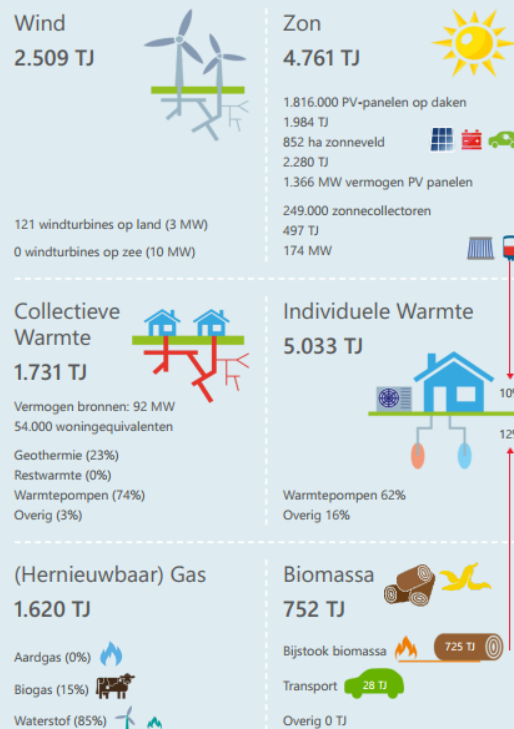 Wind
2.509 TJ
121 windturbines op land (3 MW)
0 windturbines op zee (10 MW)
Zon
4.761 TJ
1.816.000 PV-panelen op daken
1.984 TJ
852 ha zonneveld
2.280 TJ
1.366 MW vermogen PV panelen
249.000 zonnecollectoren
497 TJ
174 MW
Collectieve
Warmte
1.731 TJ
Vermogen bronnen: 92 MW
54.000 woningequivalenten
Geothermie (23%)
Restwarmte (0%)
Warmtepompen (74%)
Overig (3%)
Individuele Warmte
5.033 TJ
Warmtepompen 62%
Overig 16%
(Hernieuwbaar) Gas
1.620 TJ
Aardgas (0%)
Biogas (15%)
Waterstof (85%)
Biomassa
752 TJ
Bijstook biomassa
725 TJ
Transport
28 TJ
Overig 0 TJ